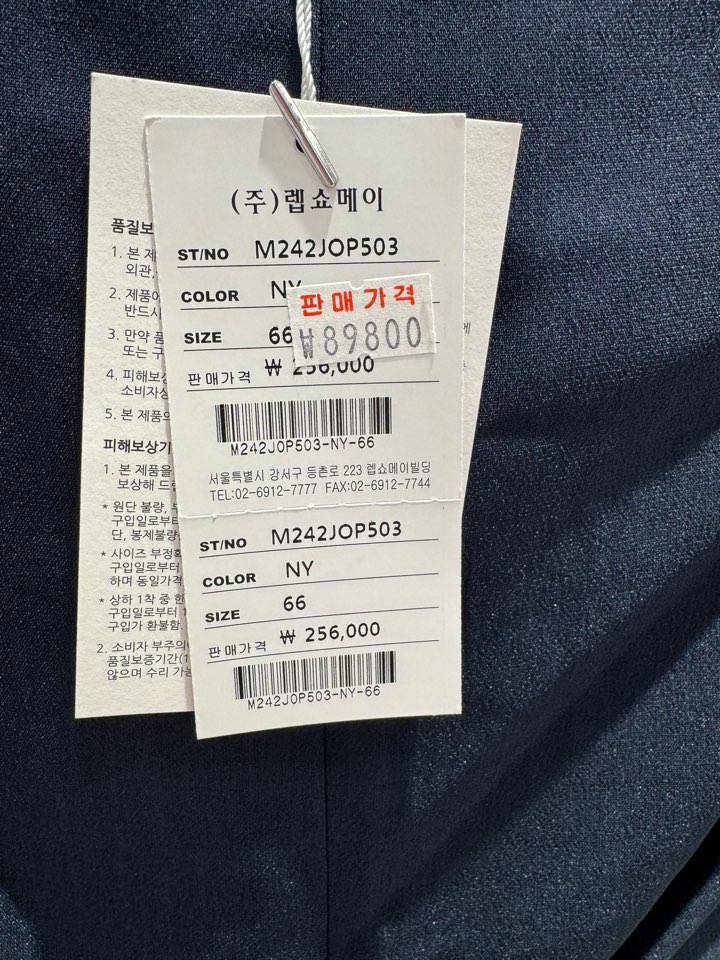 (주)렙쇼메이
ST/NO M242JOP503
COLOR NY
판매가격
₩89800
SIZE 66
판매가격 ₩ 256,000
M242JOP503-NY-66
서울특별시 강서구 등촌로 223 렙쇼메이빌딩
TEL:02-6912-7777 FAX:02-6912-7744
ST/NO M242JOP503
COLOR NY
SIZE 66
판매가격 ₩ 256,000
M242JOP503-NY-66
품질보
1. 본 제
외관,
2. 제품에
반드시
3. 만약 품
또는 구
4. 피해보상
소비자상
5. 본 제품의
피해보상기
1. 본 제품을
보상해 드
* 원단 불량,
구입일로부터
단, 봉제불량
* 사이즈 부정확
구입일로부터
하며 동일가격
* 상하 1착 중 한
구입일로부터 1
구입가 환불함
2. 소비자 부주의
품질보증기간(1
않으며 수리 가능